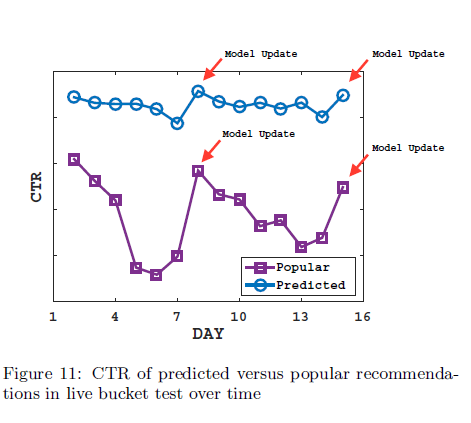 Model Update
Model Update
Model Update
Model Update
CTR
Popular
Predicted
1 4 7 10 13 16
DAY
Figure 11: CTR of predicted versus popular recommenda-
tions in live bucket test over time